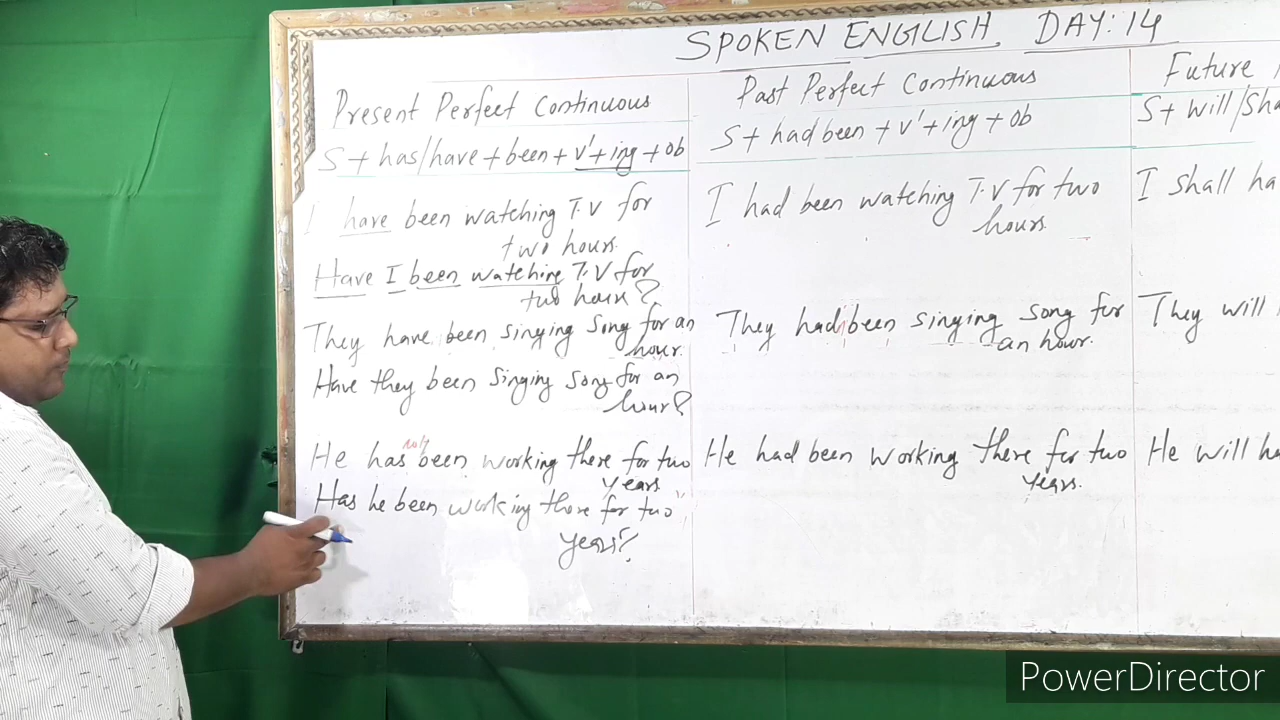 SPOKEN ENGLISH DAY: 14
Present Perfect Continuous
S + has/have + been + v' + ing + ob
I have been watching T.V for
two hours.
Have I been watching T.V for
two hours?
They have been singing song for an
hour.
Have they been singing song for an
hour?
not
He has been working there for two
years
Has he been working there for two
years?
Past Perfect Continuous
S + had been + v' + ing + ob
I had been watching T.V for two
hours.
They had been singing song for
an hour.
He had been working there for two
years.
Future
S + will/sha
I shall ha
They will
He will ha
PowerDirector